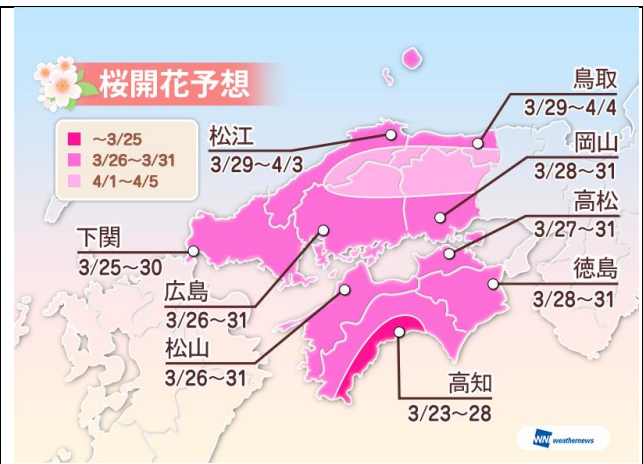 桜開花予想
～3/25
3/26～3/31
4/1～4/5
鳥取
3/29～4/4
松江
3/29～4/3
岡山
3/28～31
高松
3/27～31
下関
3/25～30
徳島
3/28～31
広島
3/26～31
松山
3/26～31
高知
3/23～28
WNI weathernews